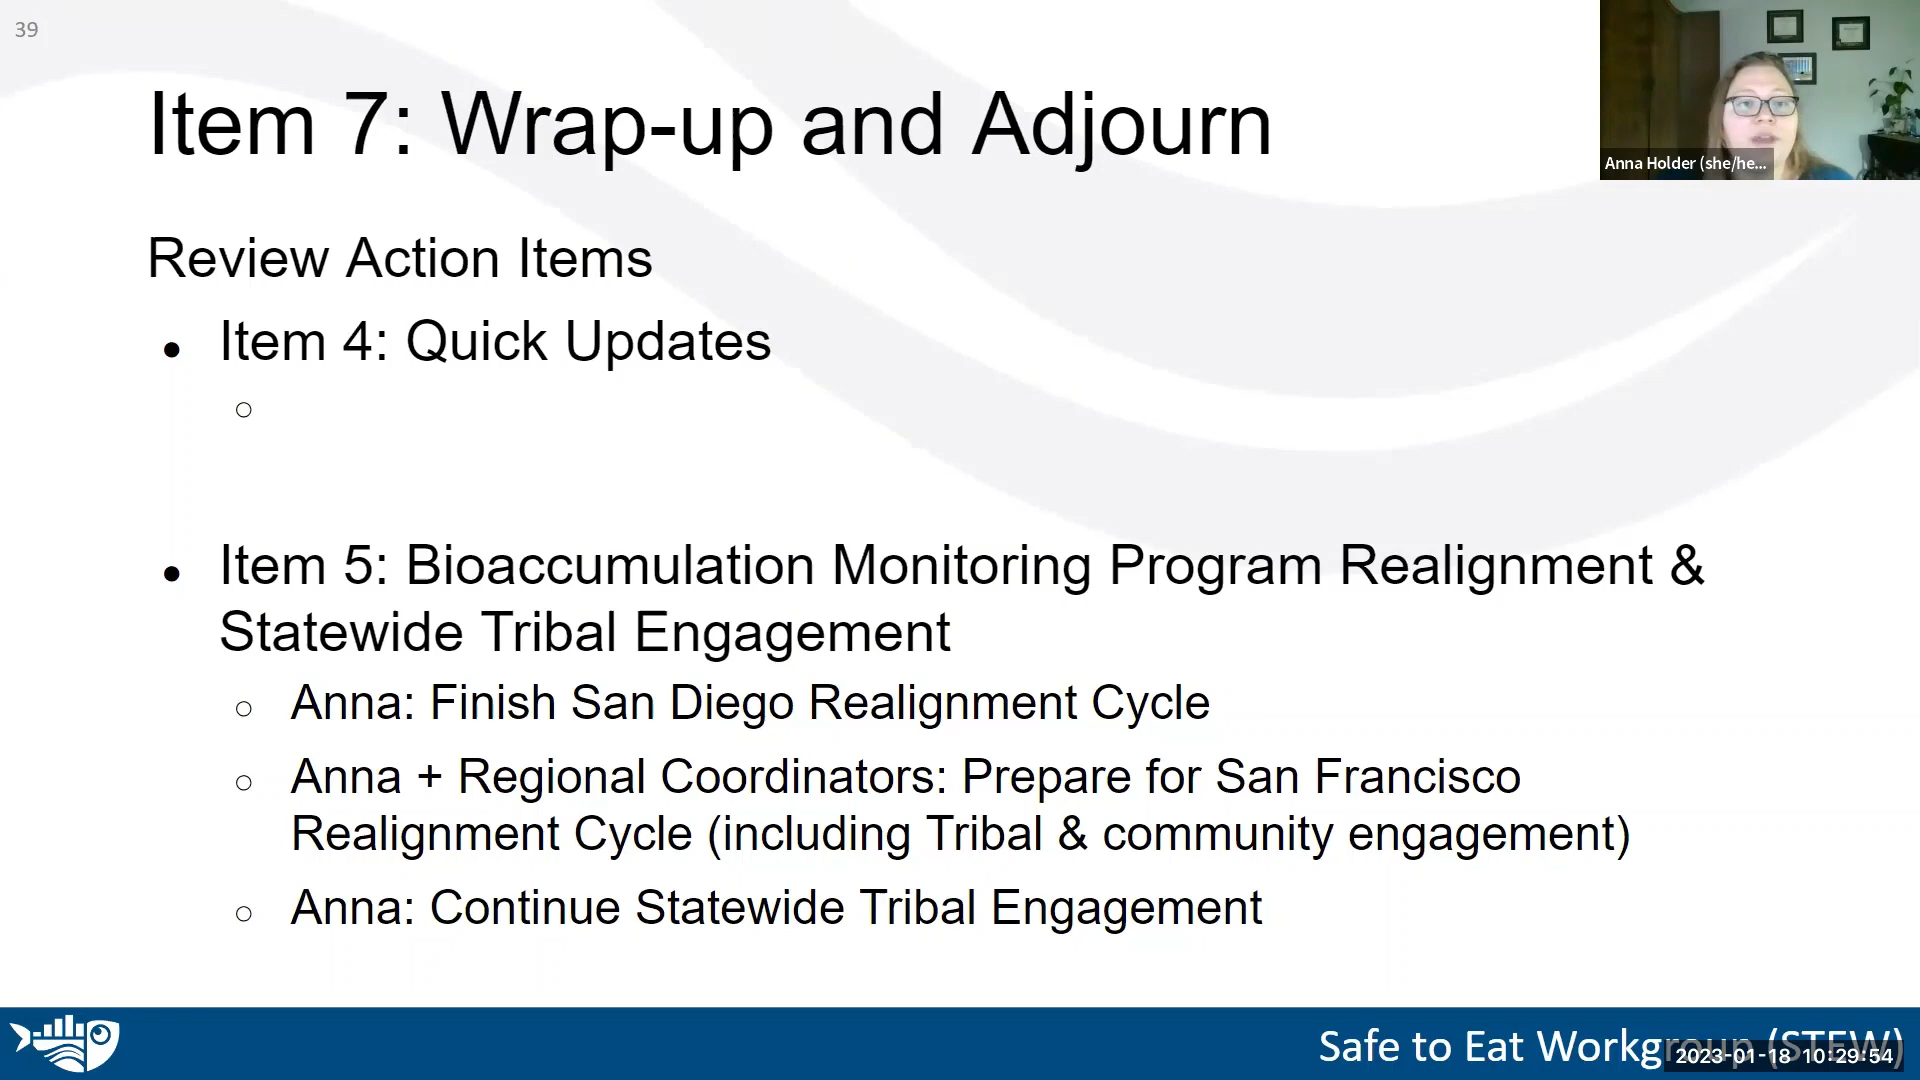 39
Item 7: Wrap-up and Adjourn
Anna Holder (she/he...
Review Action Items
● Item 4: Quick Updates
○
● Item 5: Bioaccumulation Monitoring Program Realignment &
Statewide Tribal Engagement
○ Anna: Finish San Diego Realignment Cycle
○ Anna + Regional Coordinators: Prepare for San Francisco
Realignment Cycle (including Tribal & community engagement)
○ Anna: Continue Statewide Tribal Engagement
Safe to Eat Workgroup (STEW)
2023-01-18 10:29:54